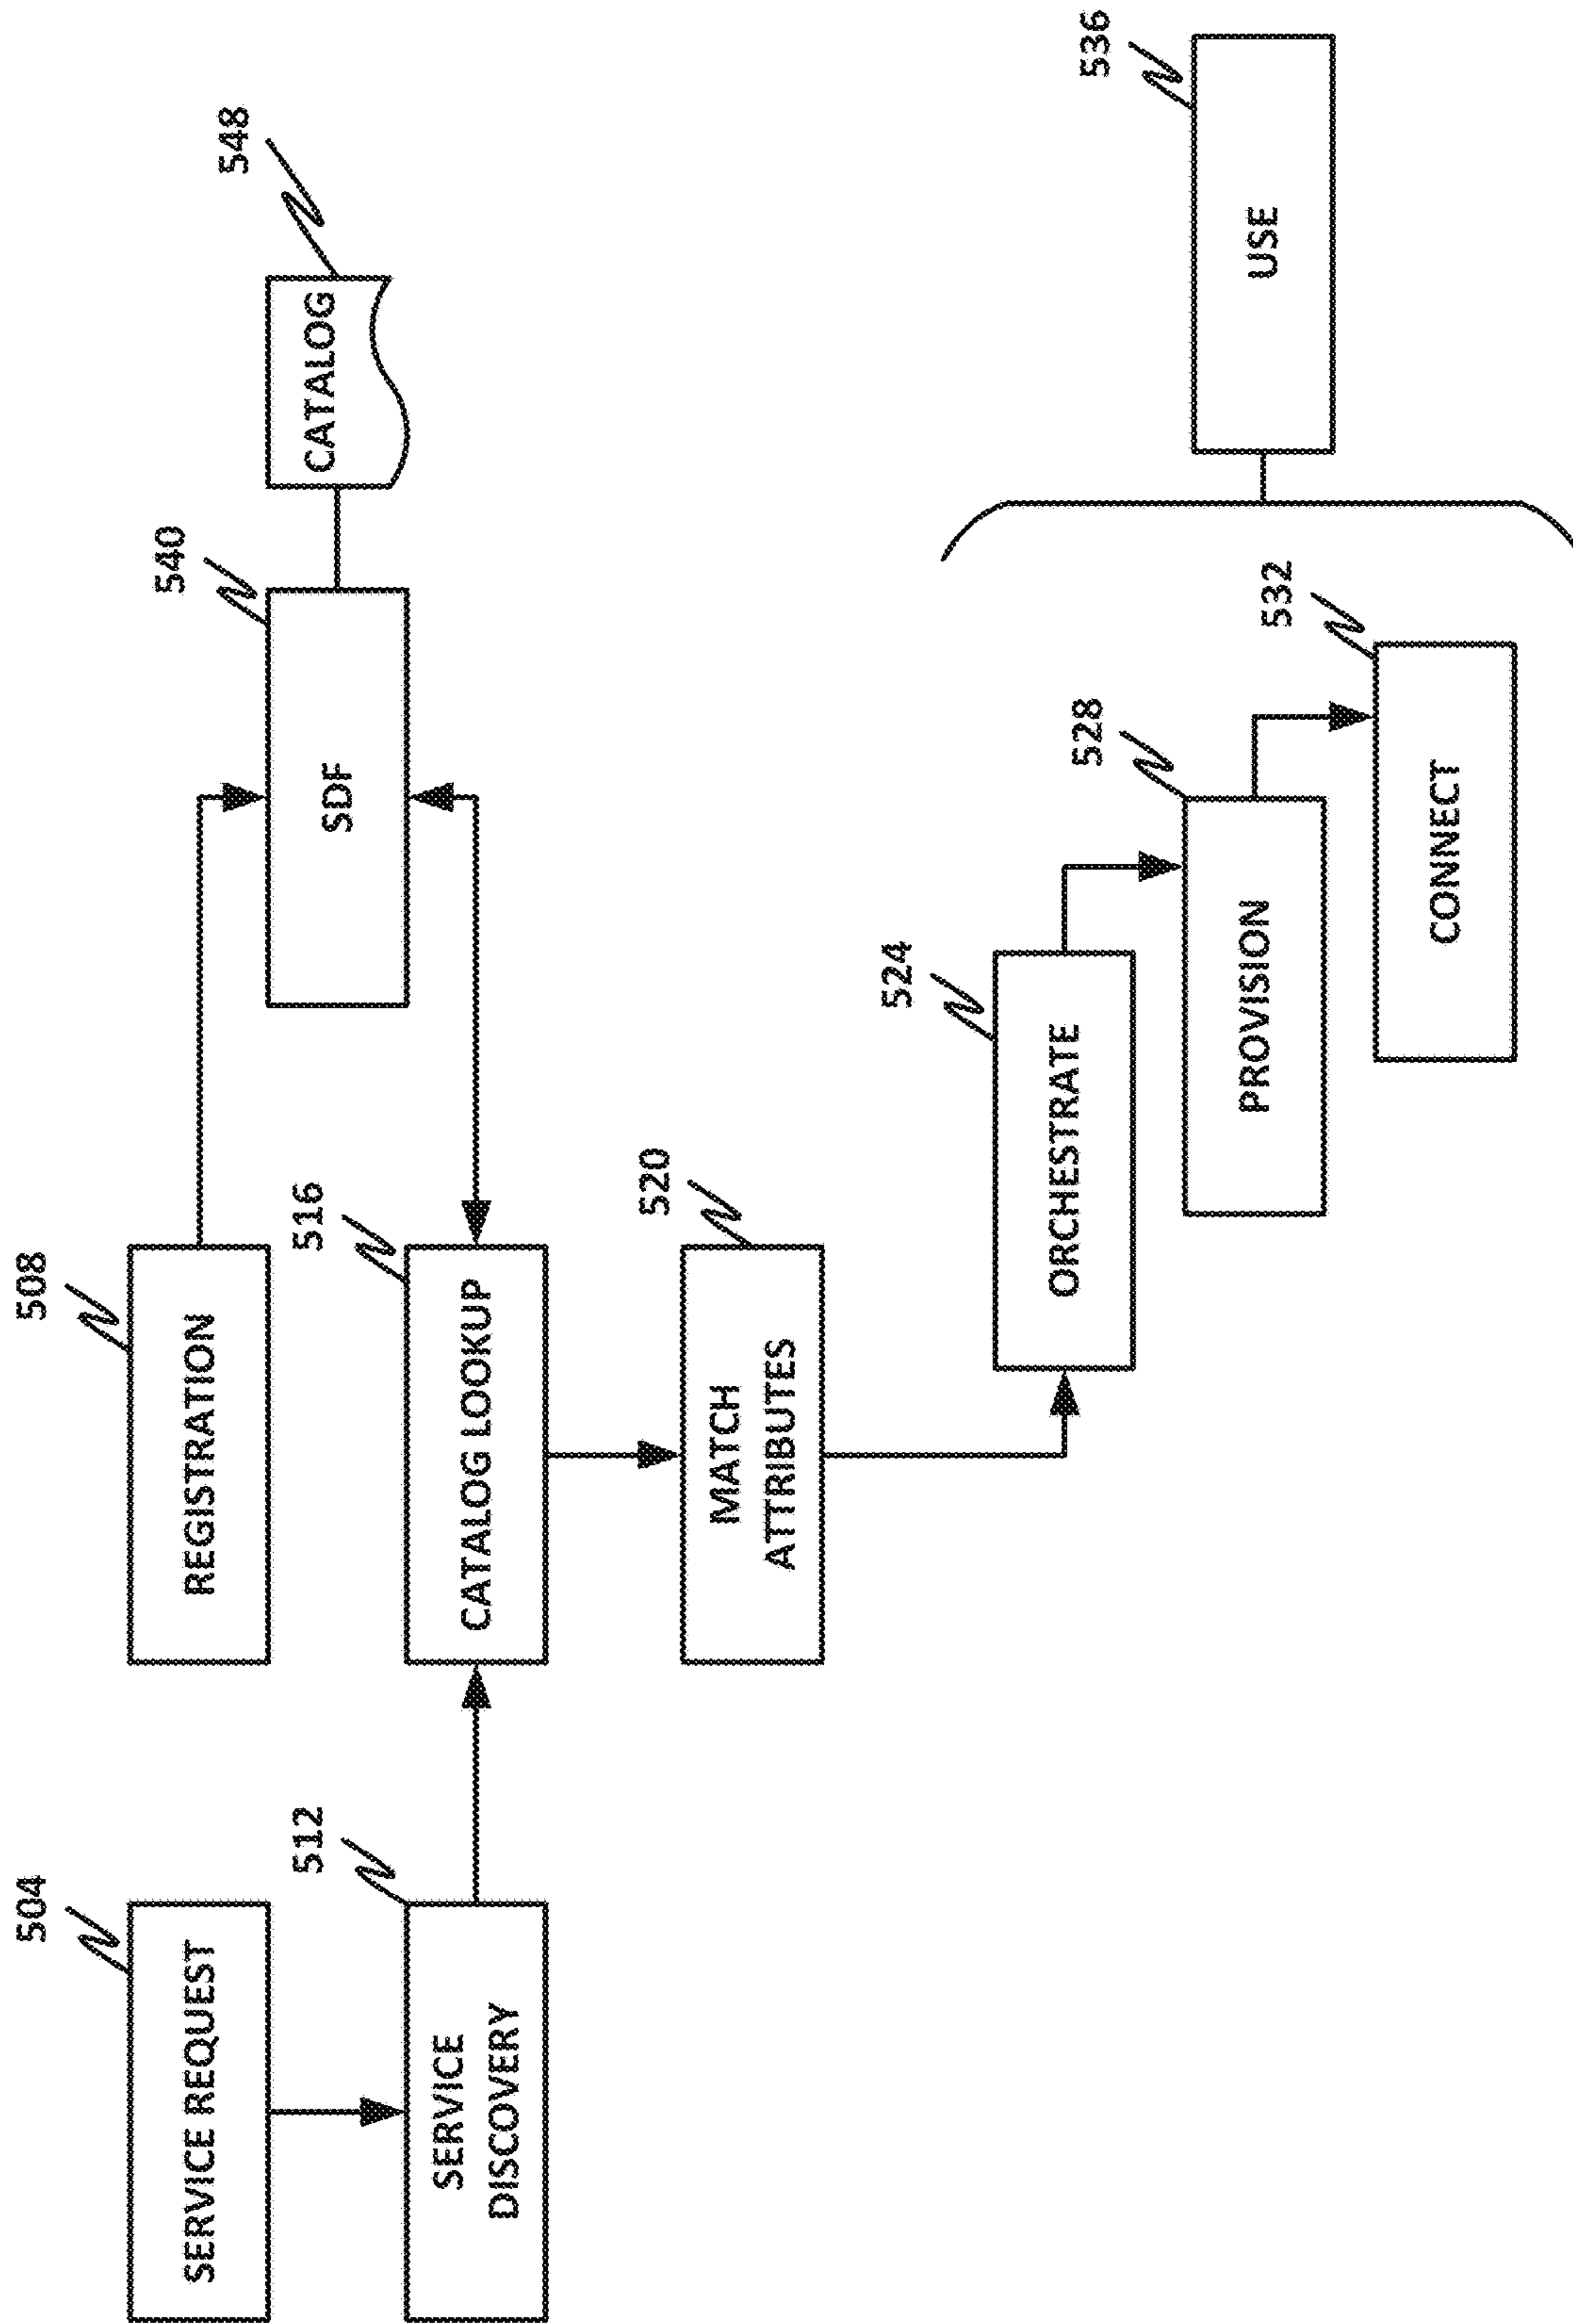 504
SERVICE REQUEST
508
REGISTRATION
540
SDF
548
CATALOG
512
SERVICE
DISCOVERY
516
CATALOG LOOKUP
520
MATCH
ATTRIBUTES
524
ORCHESTRATE
528
PROVISION
532
CONNECT
536
USE